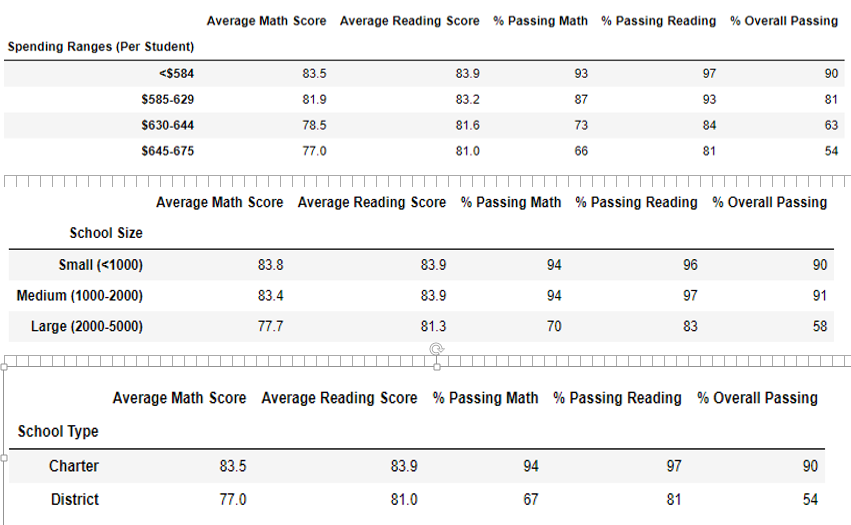 Average Math Score Average Reading Score % Passing Math % Passing Reading % Overall Passing
Spending Ranges (Per Student)
<$584 83.5 83.9 93 97 90
$585-629 81.9 83.2 87 93 81
$630-644 78.5 81.6 73 84 63
$645-675 77.0 81.0 66 81 54
Average Math Score Average Reading Score % Passing Math % Passing Reading % Overall Passing
School Size
Small (<1000) 83.8 83.9 94 96 90
Medium (1000-2000) 83.4 83.9 94 97 91
Large (2000-5000) 77.7 81.3 70 83 58
Average Math Score Average Reading Score % Passing Math % Passing Reading % Overall Passing
School Type
Charter 83.5 83.9 94 97 90
District 77.0 81.0 67 81 54